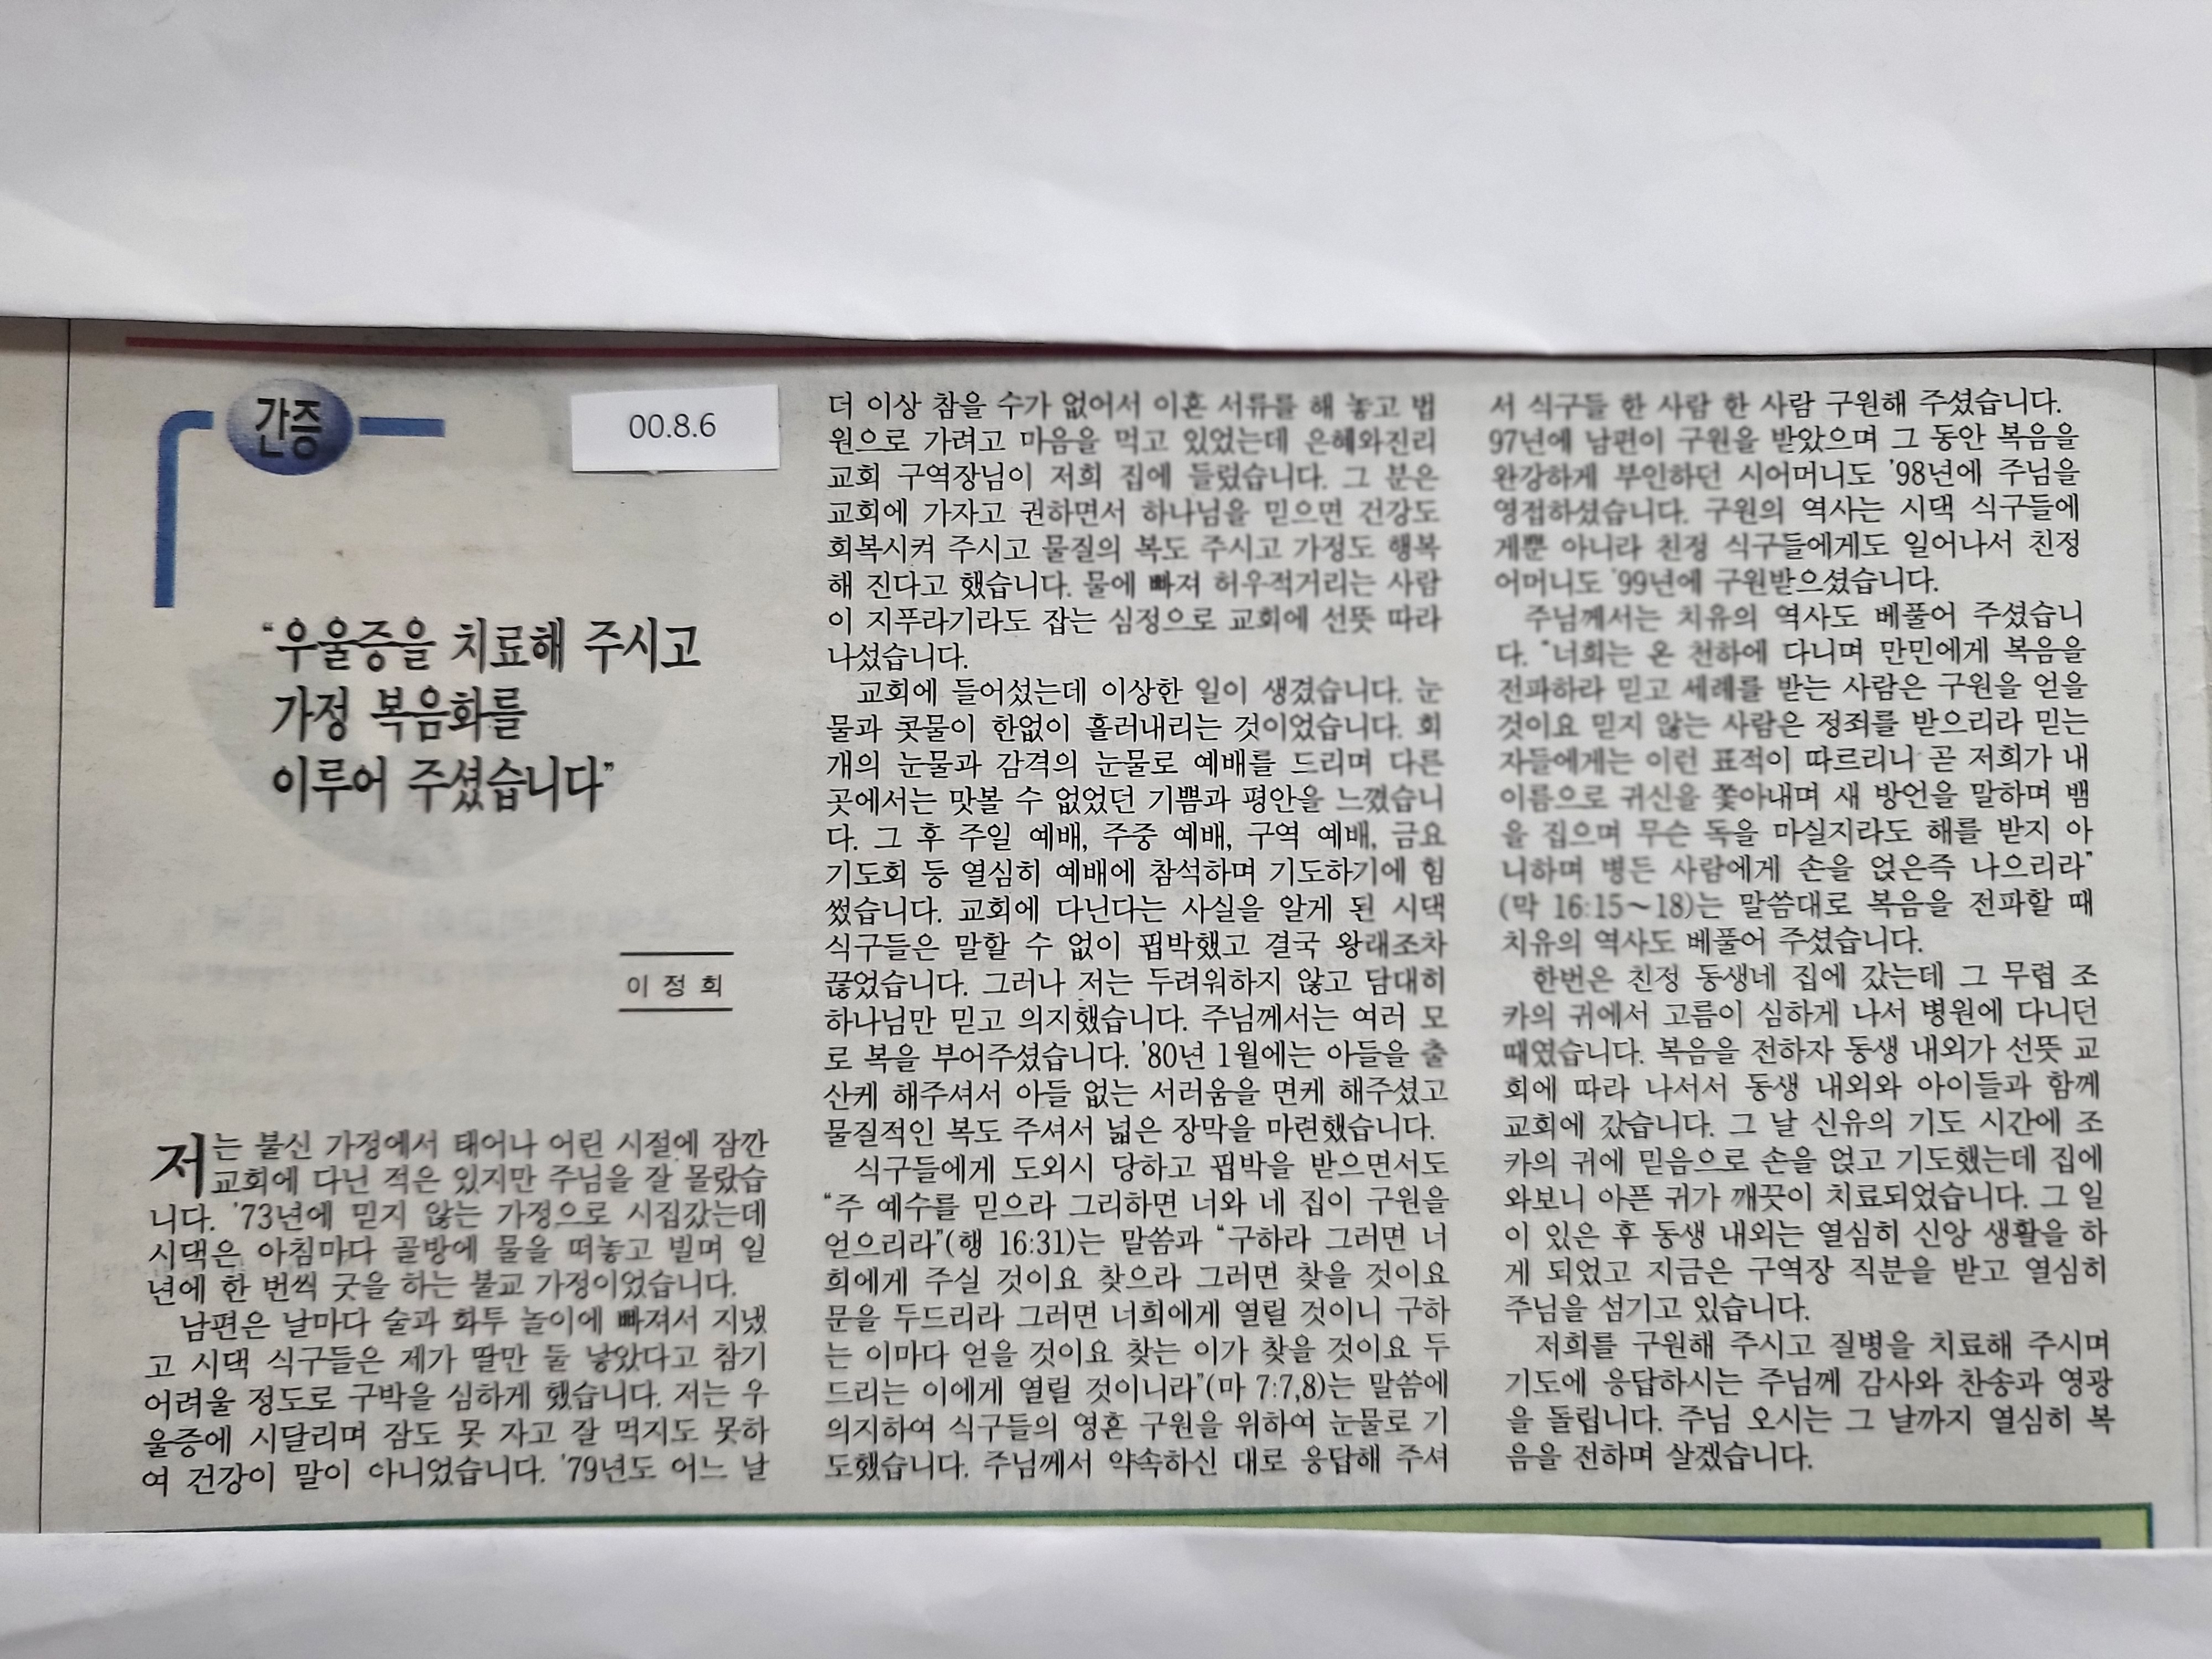 간증
00.8.6
“우울증을 치료해 주시고
가정 복음화를
이루어 주셨습니다”
이정희
저는 불신 가정에서 태어나 어린 시절에 잠깐
교회에 다닌 적은 있지만 주님을 잘 몰랐습
니다. '73년에 믿지 않는 가정으로 시집갔는데
시댁은 아침마다 골방에 물을 떠놓고 빌며 일
년에 한 번씩 굿을 하는 불교 가정이었습니다.
남편은 날마다 술과 화투 놀이에 빠져서 지냈
고 시댁 식구들은 제가 딸만 둘 낳았다고 참기
어려울 정도로 구박을 심하게 했습니다. 저는 우
울증에 시달리며 잠도 못 자고 잘 먹지도 못하
여 건강이 말이 아니었습니다. '79년도 어느 날
더 이상 참을 수가 없어서 이혼 서류를 해 놓고 법
원으로 가려고 마음을 먹고 있었는데 은혜와진리
교회 구역장님이 저희 집에 들렀습니다. 그 분은
교회에 가자고 권하면서 하나님을 믿으면 건강도
회복시켜 주시고 물질의 복도 주시고 가정도 행복
해 진다고 했습니다. 물에 빠져 허우적거리는 사람
이 지푸라기라도 잡는 심정으로 교회에 선뜻 따라
나섰습니다.
교회에 들어섰는데 이상한 일이 생겼습니다. 눈
물과 콧물이 한없이 흘러내리는 것이었습니다. 회
개의 눈물과 감격의 눈물로 예배를 드리며 다른
곳에서는 맛볼 수 없었던 기쁨과 평안을 느꼈습니
다. 그 후 주일 예배, 주중 예배, 구역 예배, 금요
기도회 등 열심히 예배에 참석하며 기도하기에 힘
썼습니다. 교회에 다닌다는 사실을 알게 된 시댁
식구들은 말할 수 없이 핍박했고 결국 왕래조차
끊었습니다. 그러나 저는 두려워하지 않고 담대히
하나님만 믿고 의지했습니다. 주님께서는 여러 모
로 복을 부어주셨습니다. '80년 1월에는 아들을 출
산케 해주셔서 아들 없는 서러움을 면케 해주셨고
물질적인 복도 주셔서 넓은 장막을 마련했습니다.
식구들에게 도외시 당하고 핍박을 받으면서도
“주 예수를 믿으라 그리하면 너와 네 집이 구원을
얻으리라”(행 16:31)는 말씀과 “구하라 그러면 너
희에게 주실 것이요 찾으라 그러면 찾을 것이요
문을 두드리라 그러면 너희에게 열릴 것이니 구하
는 이마다 얻을 것이요 찾는 이가 찾을 것이요 두
드리는 이에게 열릴 것이니라”(마 7:7,8)는 말씀에
의지하여 식구들의 영혼 구원을 위하여 눈물로 기
도했습니다. 주님께서 약속하신 대로 응답해 주셔
서 식구들 한 사람 한 사람 구원해 주셨습니다.
97년에 남편이 구원을 받았으며 그 동안 복음을
완강하게 부인하던 시어머니도 '98년에 주님을
영접하셨습니다. 구원의 역사는 시댁 식구들에
게뿐 아니라 친정 식구들에게도 일어나서 친정
어머니도 '99년에 구원받으셨습니다.
주님께서는 치유의 역사도 베풀어 주셨습니
다. “너희는 온 천하에 다니며 만민에게 복음을
전파하라 믿고 세례를 받는 사람은 구원을 얻을
것이요 믿지 않는 사람은 정죄를 받으리라 믿는
자들에게는 이런 표적이 따르리니 곧 저희가 내
이름으로 귀신을 쫓아내며 새 방언을 말하며 뱀
을 집으며 무슨 독을 마실지라도 해를 받지 아
니하며 병든 사람에게 손을 얹은즉 나으리라”
(막 16:15~18)는 말씀대로 복음을 전파할 때
치유의 역사도 베풀어 주셨습니다.
한번은 친정 동생네 집에 갔는데 그 무렵 조
카의 귀에서 고름이 심하게 나서 병원에 다니던
때였습니다. 복음을 전하자 동생 내외가 선뜻 교
회에 따라 나서서 동생 내외와 아이들과 함께
교회에 갔습니다. 그 날 신유의 기도 시간에 조
카의 귀에 믿음으로 손을 얹고 기도했는데 집에
와보니 아픈 귀가 깨끗이 치료되었습니다. 그 일
이 있은 후 동생 내외는 열심히 신앙 생활을 하
게 되었고 지금은 구역장 직분을 받고 열심히
주님을 섬기고 있습니다.
저희를 구원해 주시고 질병을 치료해 주시며
기도에 응답하시는 주님께 감사와 찬송과 영광
을 돌립니다. 주님 오시는 그 날까지 열심히 복
음을 전하며 살겠습니다.